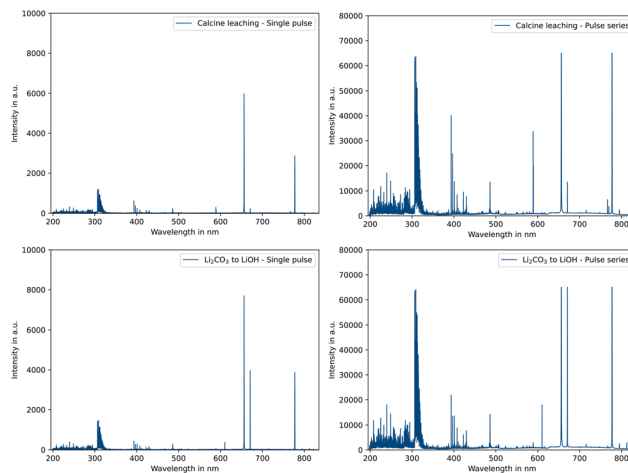 10000
8000
6000
4000
2000
0
200 300 400 500 600 700 800
Wavelength in nm
Intensity in a.u.
Calcine leaching - Single pulse
80000
70000
60000
50000
40000
30000
20000
10000
0
200 300 400 500 600 700 800
Wavelength in nm
Intensity in a.u.
Calcine leaching - Pulse series
10000
8000
6000
4000
2000
0
200 300 400 500 600 700 800
Wavelength in nm
Intensity in a.u.
Li₂CO₃ to LiOH - Single pulse
80000
70000
60000
50000
40000
30000
20000
10000
0
200 300 400 500 600 700 800
Wavelength in nm
Intensity in a.u.
Li₂CO₃ to LiOH - Pulse series